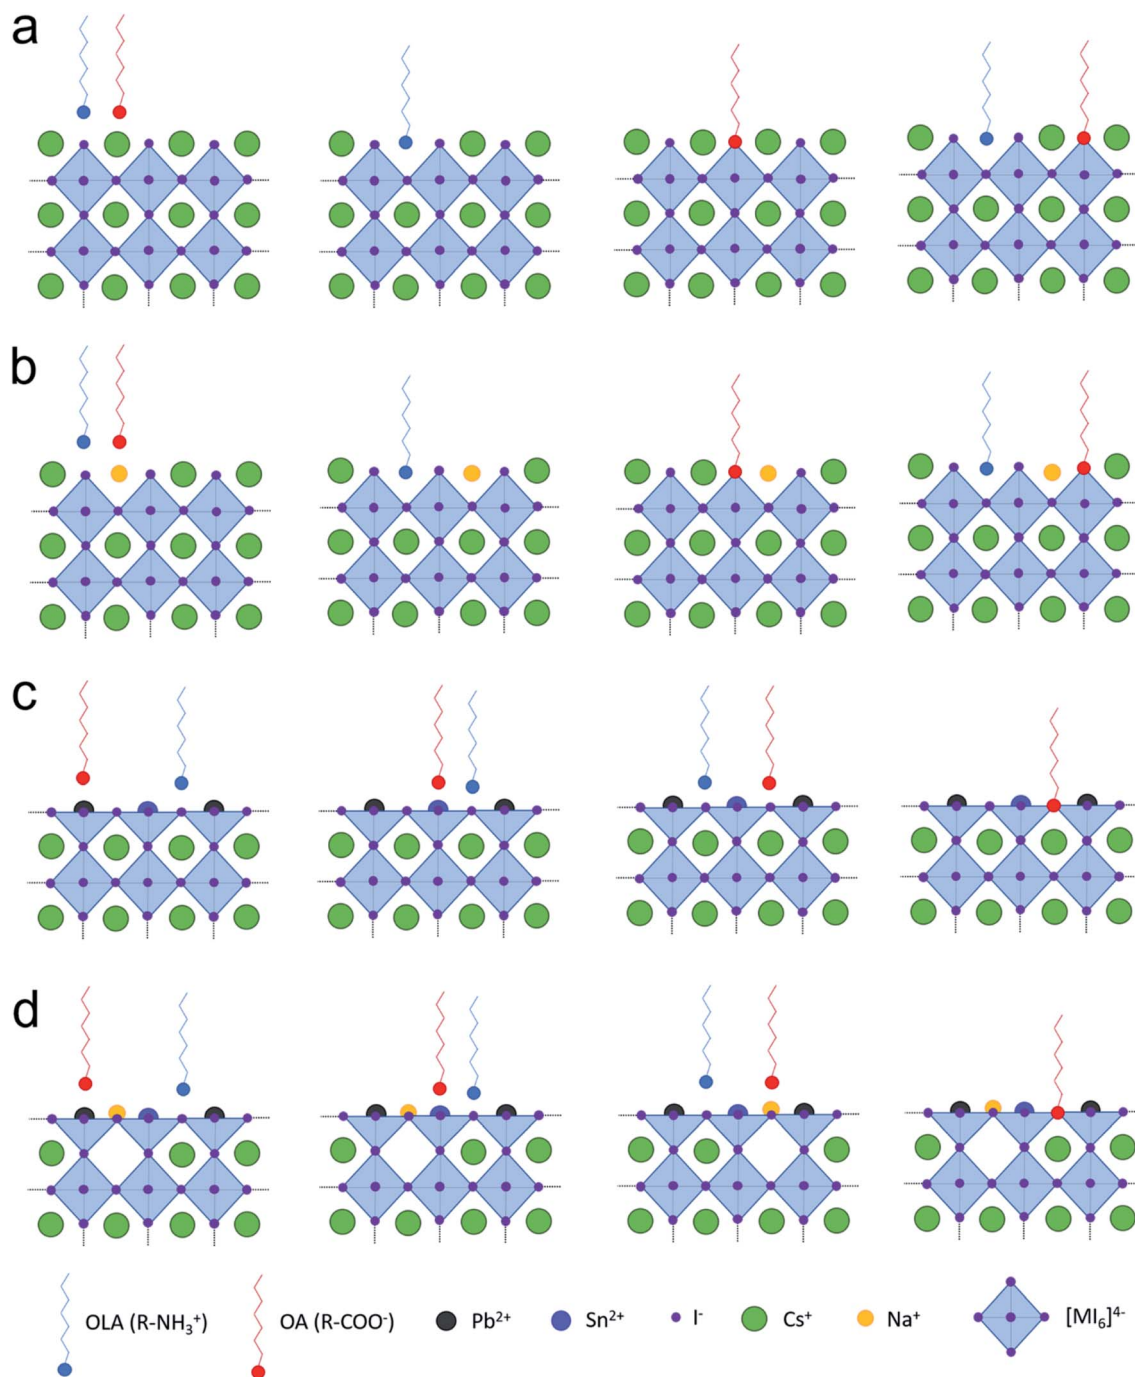 a
b
c
d
OLA (R-NH₃⁺) OA (R-COO⁻) Pb²⁺ Sn²⁺ I⁻ Cs⁺ Na⁺ [MI₆]⁴⁻